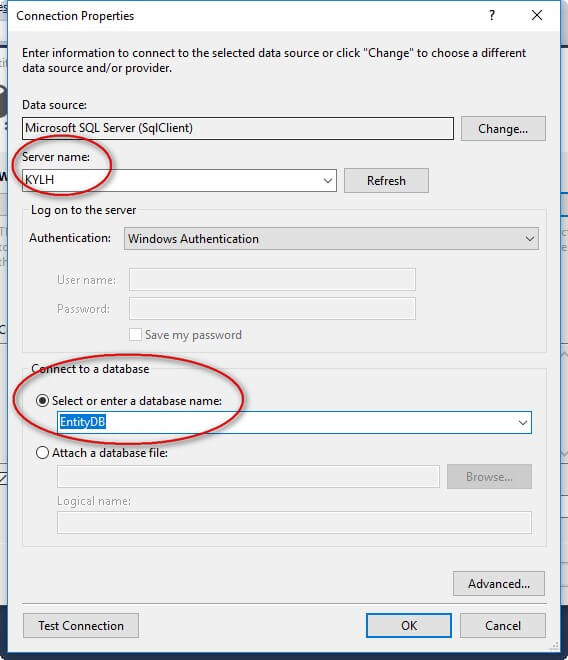 Connection Properties
? ×
Enter information to connect to the selected data source or click "Change" to choose a different
data source and/or provider.
Data source:
Microsoft SQL Server (SqlClient)
Change...
Server name:
KYLH
Refresh
Log on to the server
Authentication:
Windows Authentication
User name:
Password:
Save my password
Connect to a database
Select or enter a database name:
EntityDB
Attach a database file:
Browse...
Logical name:
Advanced...
Test Connection
OK
Cancel